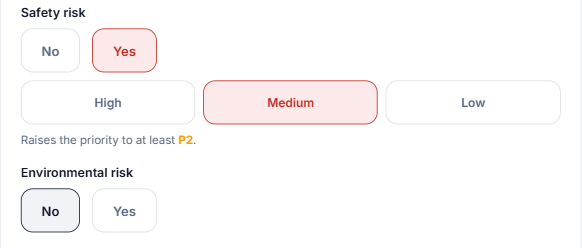 Safety risk
No Yes
High Medium Low
Raises the priority to at least P2.
Environmental risk
No Yes